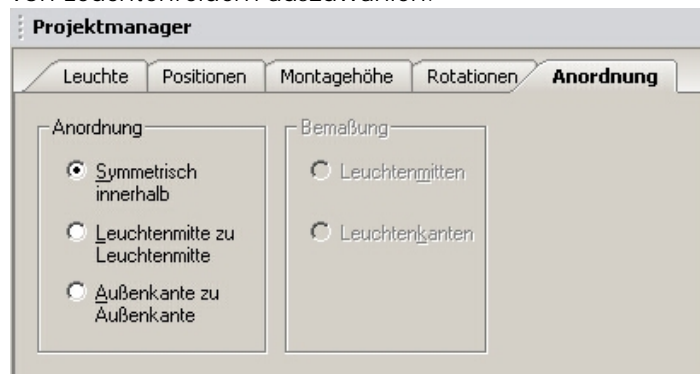 Projektmanager
Leuchte Positionen Montagehöhe Rotationen Anordnung
Anordnung Bemaßung
Symmetrisch innerhalb Leuchtenmitten
Leuchtenmitte zu Leuchtenmitte Leuchtenkanten
Außenkante zu Außenkante